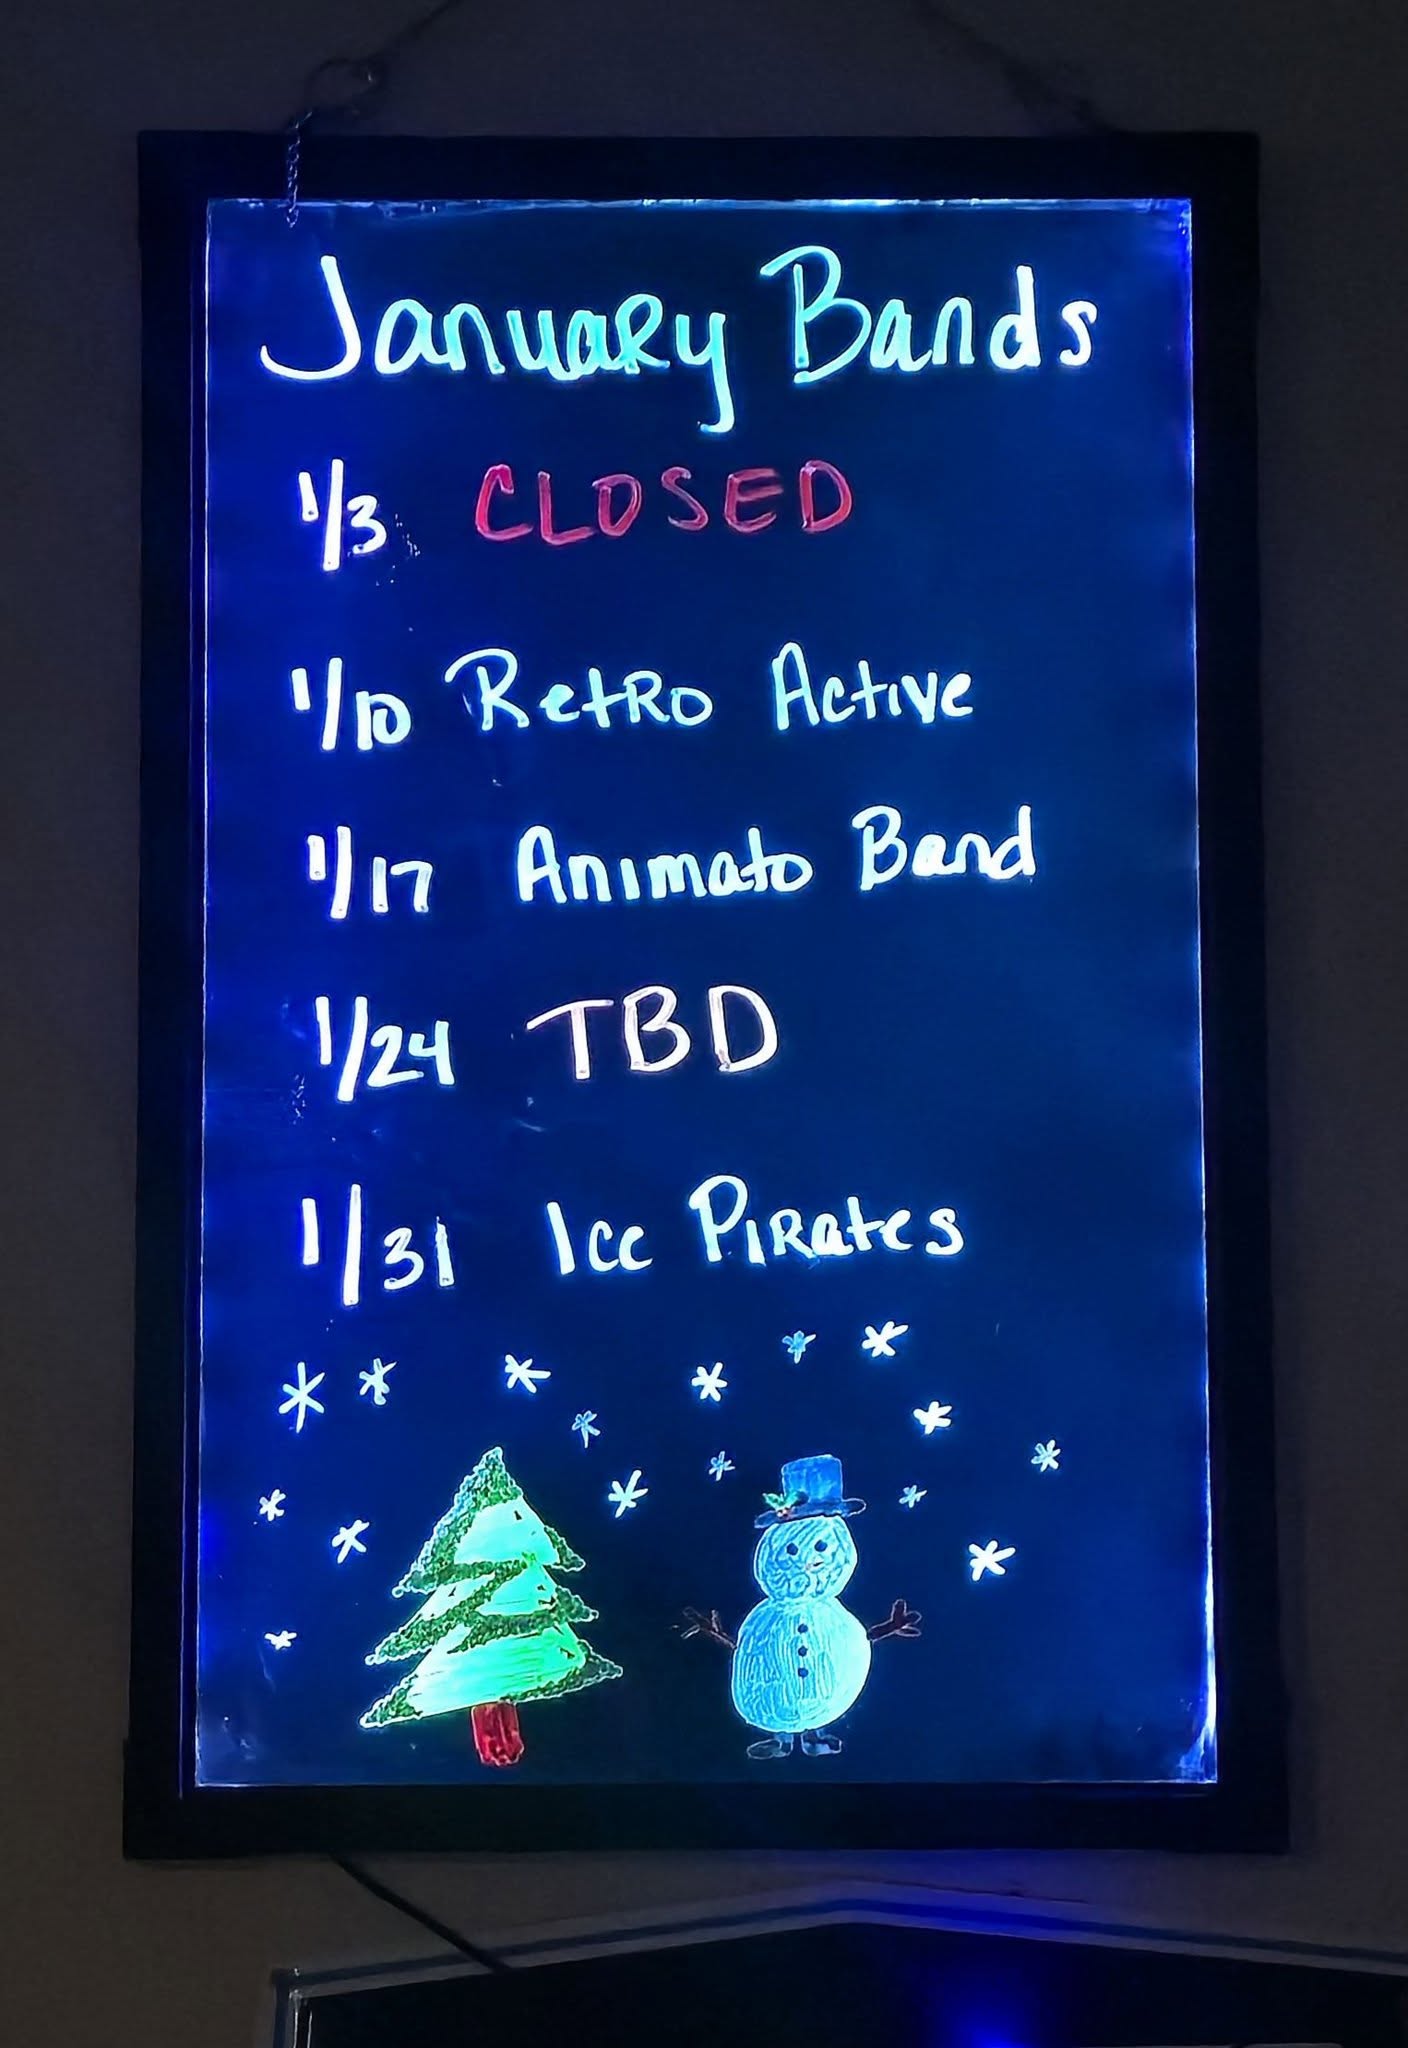 January Bands
1/3 CLOSED
1/10 Retro Active
1/17 Animato Band
1/24 TBD
1/31 Ice Pirates